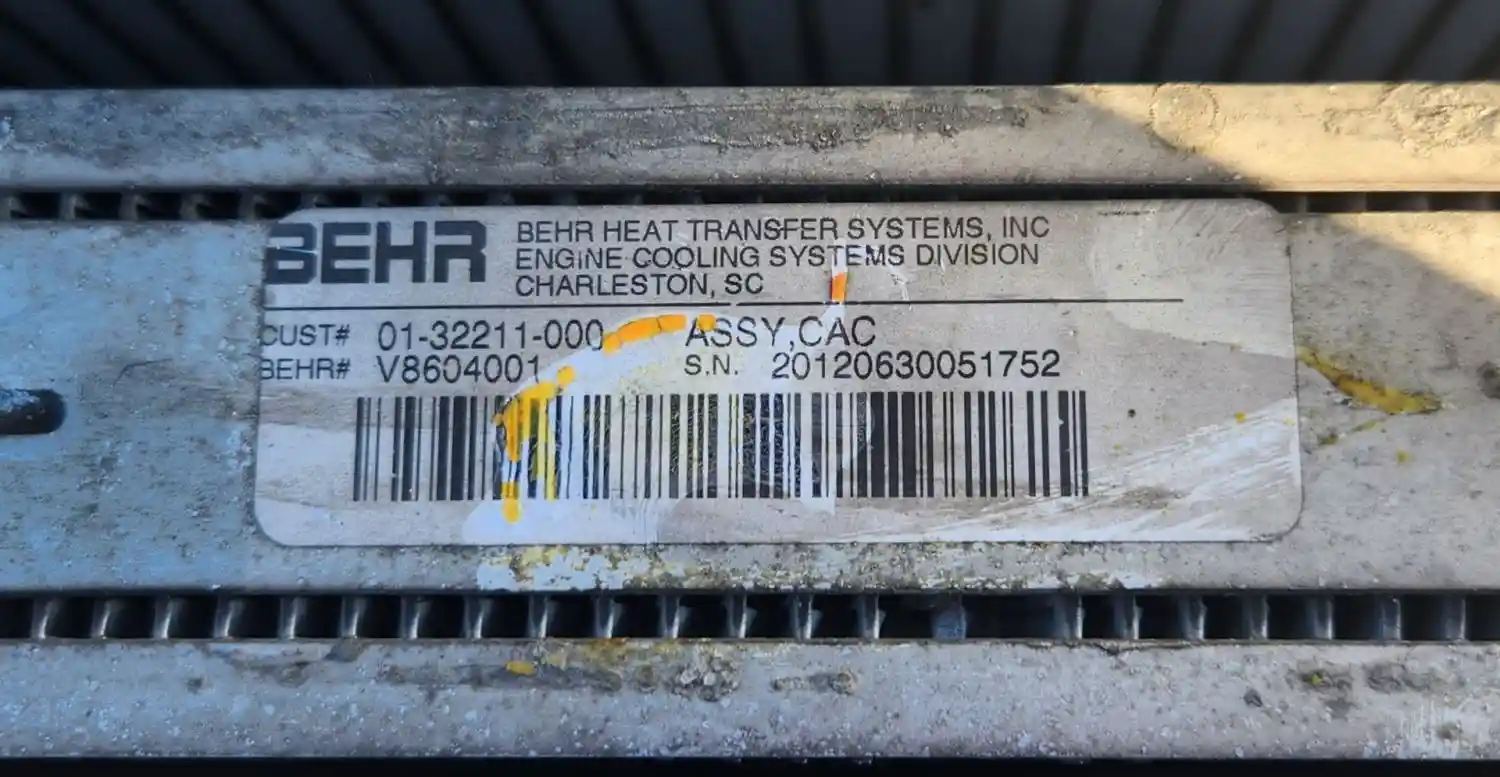 BEHR
BEHR HEAT TRANSFER SYSTEMS, INC
ENGINE COOLING SYSTEMS DIVISION
CHARLESTON, SC
CUST# 01-32211-000 ASSY,CAC
BEHR# V8604001 S.N. 20120630051752